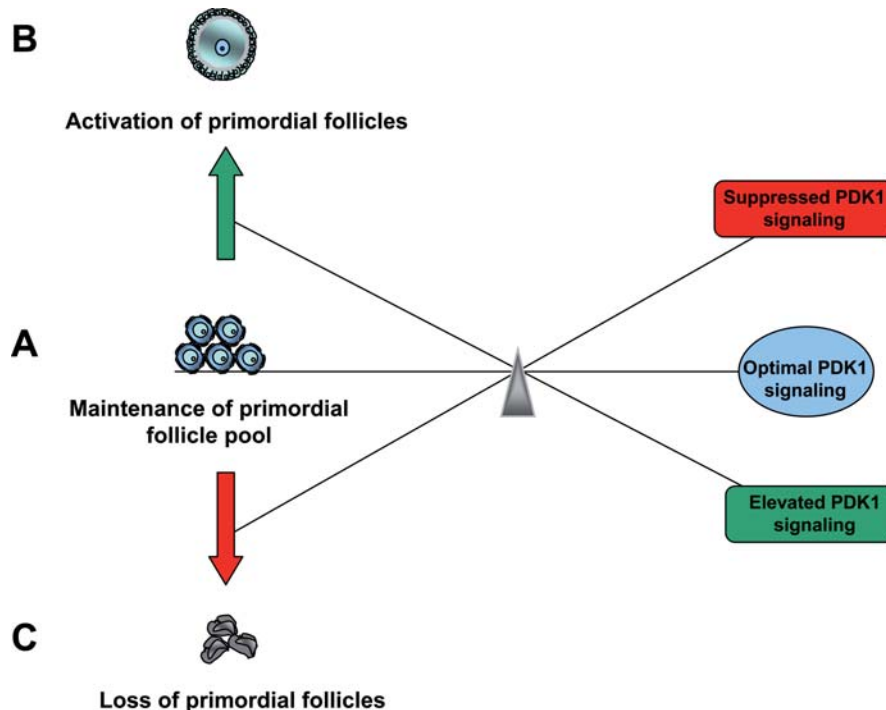 B
Activation of primordial follicles
Suppressed PDK1
signaling
A
Optimal PDK1
signaling
Maintenance of primordial
follicle pool
Elevated PDK1
signaling
C
Loss of primordial follicles